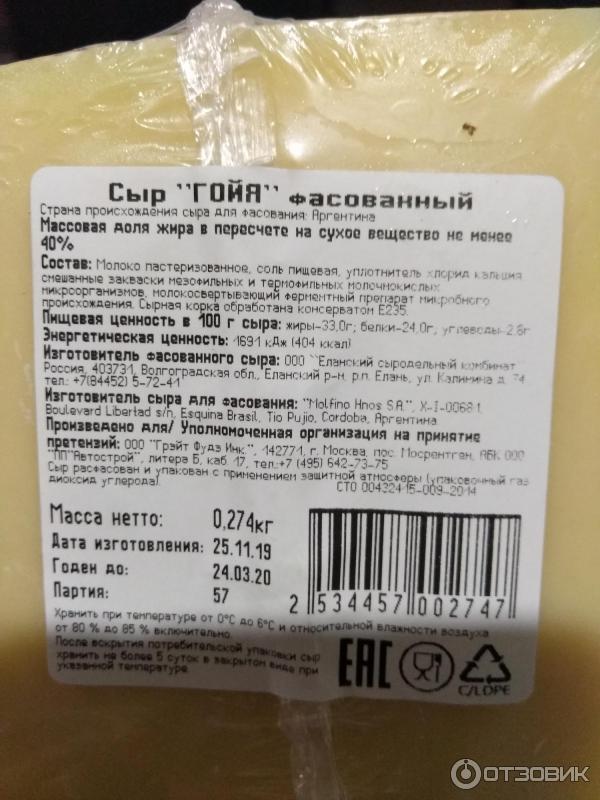 Сыр "ГОЙЯ" фасованный
Страна происхождения сыра для фасования: Аргентина
Массовая доля жира в пересчете на сухое вещество не менее
40%
Состав: Молоко пастеризованное, соль пищевая, уплотнитель хлорид кальция
смешанные закваски мезофильных и термофильных молочнокислых
микроорганизмов, молокосвертывающий ферментный препарат микробного
происхождения. Сырная корка обработана консерватом E235.
Пищевая ценность в 100 г сыра: жиры-33,0г; белки-24,0г; углеводы-2,8г
Энергетическая ценность: 1691 кДж (404 ккал)
Изготовитель фасованного сыра: ООО "Еланский сыродельный комбинат"
Россия, 403731, Волгоградская обл., Еланский р-н, р.п. Елань, ул. Калинина д. 74
тел.: +7(84452) 5-72-41
Изготовитель сыра для фасования: "Molfino Hnos S.A.", X-I-00681,
Boulevard Libertad s/n, Esquina Brasil, Tio Pujio, Cordoba, Аргентина
Произведено для/ Уполномоченная организация на принятие
претензий: ООО "Грэйт Фудз Инк.", 142771, г. Москва, пос. Мосрентген, АБК ООО
"ПП"Автострой", литера Б, каб. 17, тел.:+7 (495) 642-73-75
Сыр расфасован и упакован с применением защитной атмосферы (упаковочный газ
диоксид углерода). СТО 00432415-009-2014
Масса нетто: 0,274кг
Дата изготовления: 25.11.19
Годен до: 24.03.20
Партия: 57
2 534457 002747
Хранить при температуре от 0°C до 6°C и относительной влажности воздуха
от 80 % до 85 % включительно.
После вскрытия потребительской упаковки сыр
хранить не более 5 суток в закрытом виде при
указанной температуре.
EAC
C/LDPE
ОТЗОВИК